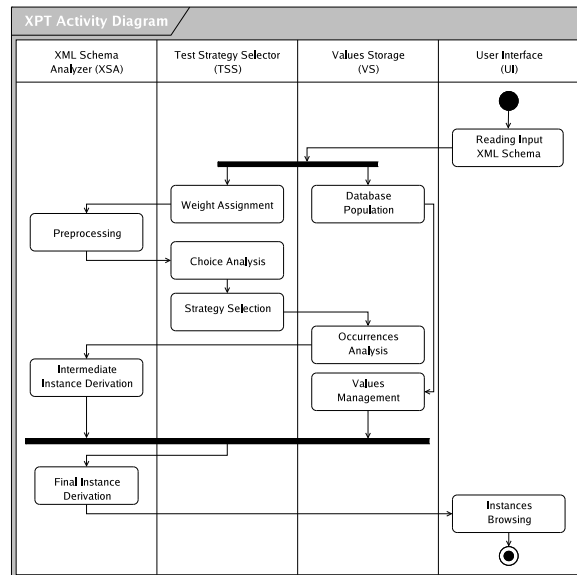 XPT Activity Diagram
XML Schema
Analyzer (XSA)
Test Strategy Selector
(TSS)
Values Storage
(VS)
User Interface
(UI)
Reading Input
XML Schema
Weight Assignment
Database
Population
Preprocessing
Choice Analysis
Strategy Selection
Occurrences
Analysis
Intermediate
Instance Derivation
Values
Management
Final Instance
Derivation
Instances
Browsing